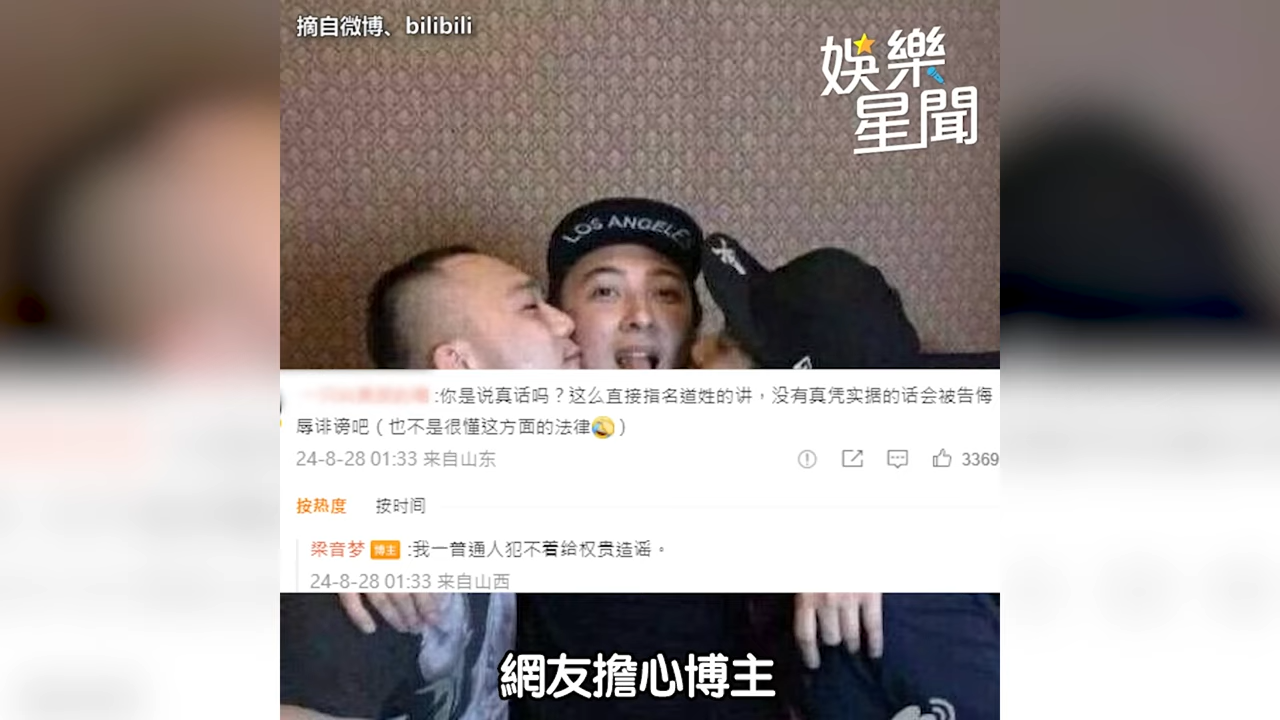 摘自微博、bilibili
娛樂
星聞
LOS ANGELES
:你是说真话吗？这么直接指名道姓的讲，没有真凭实据的话会被告侮
辱诽谤吧（也不是很懂这方面的法律）
24-8-28 01:33 来自山东
3369
按热度 按时间
梁音梦 博主 :我一普通人犯不着给权贵造谣。
24-8-28 01:33 来自山西
網友擔心博主